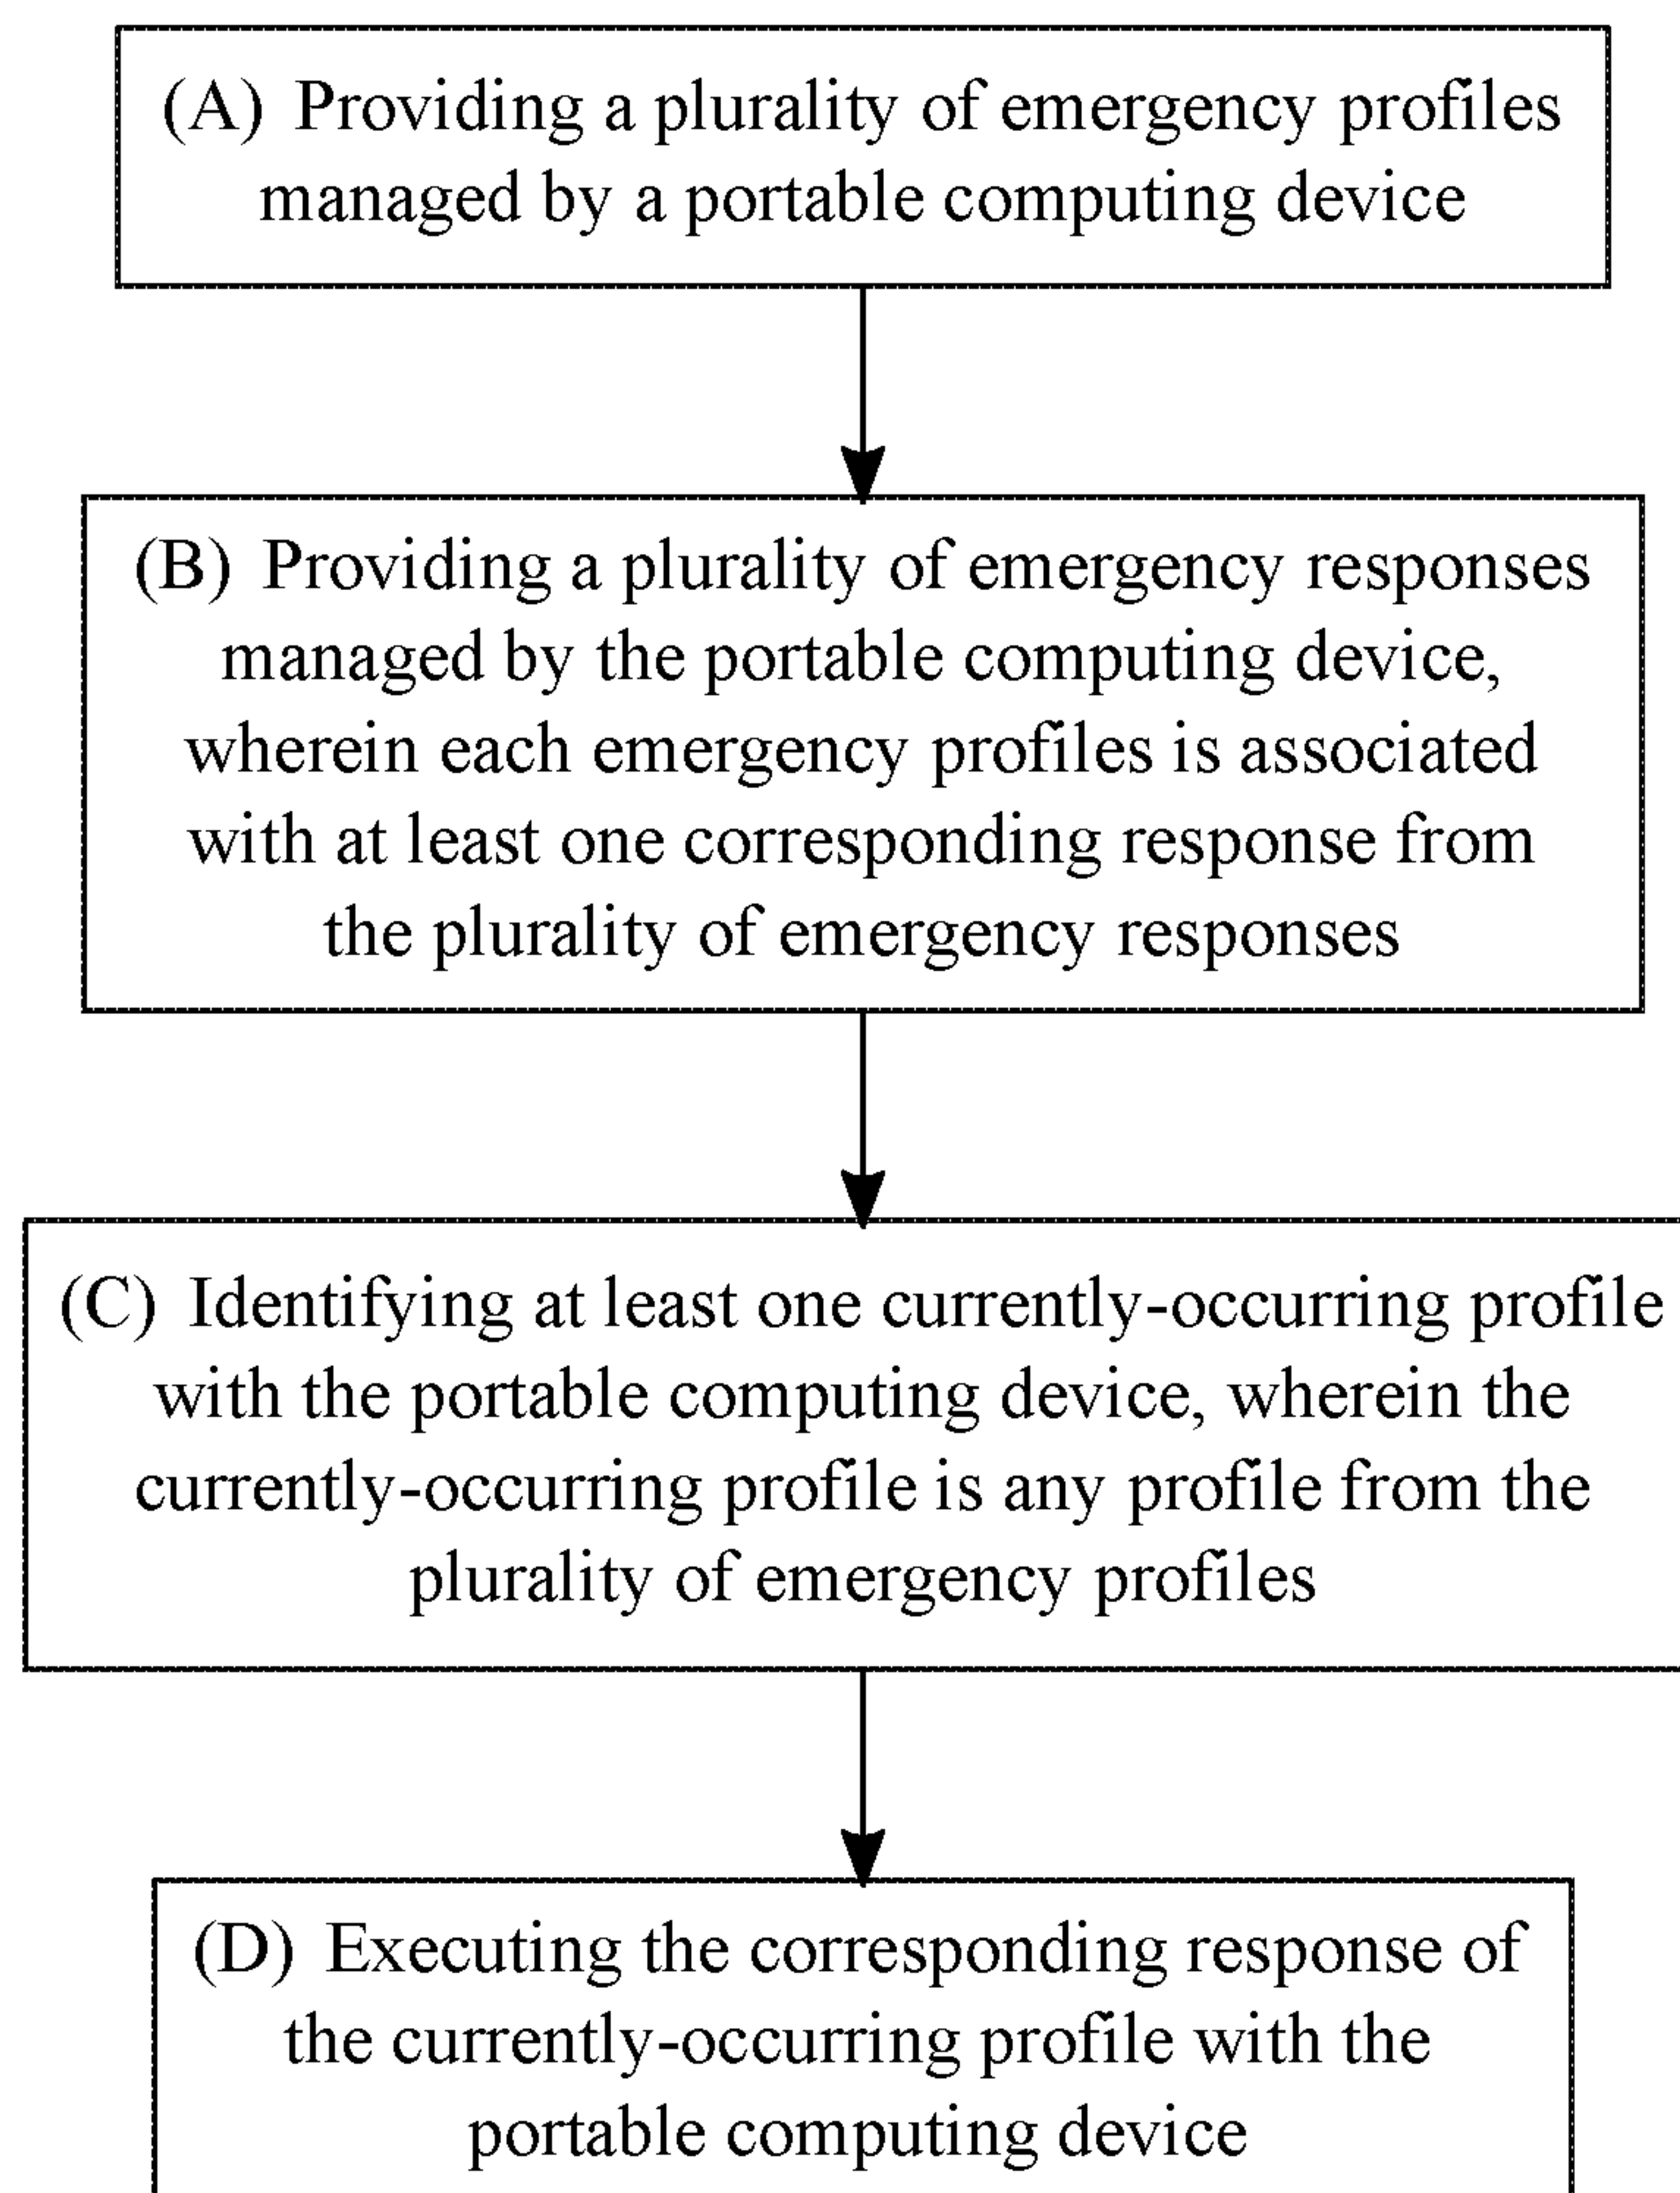 (A) Providing a plurality of emergency profiles
managed by a portable computing device
(B) Providing a plurality of emergency responses
managed by the portable computing device,
wherein each emergency profiles is associated
with at least one corresponding response from
the plurality of emergency responses
(C) Identifying at least one currently-occurring profile
with the portable computing device, wherein the
currently-occurring profile is any profile from the
plurality of emergency profiles
(D) Executing the corresponding response of
the currently-occurring profile with the
portable computing device